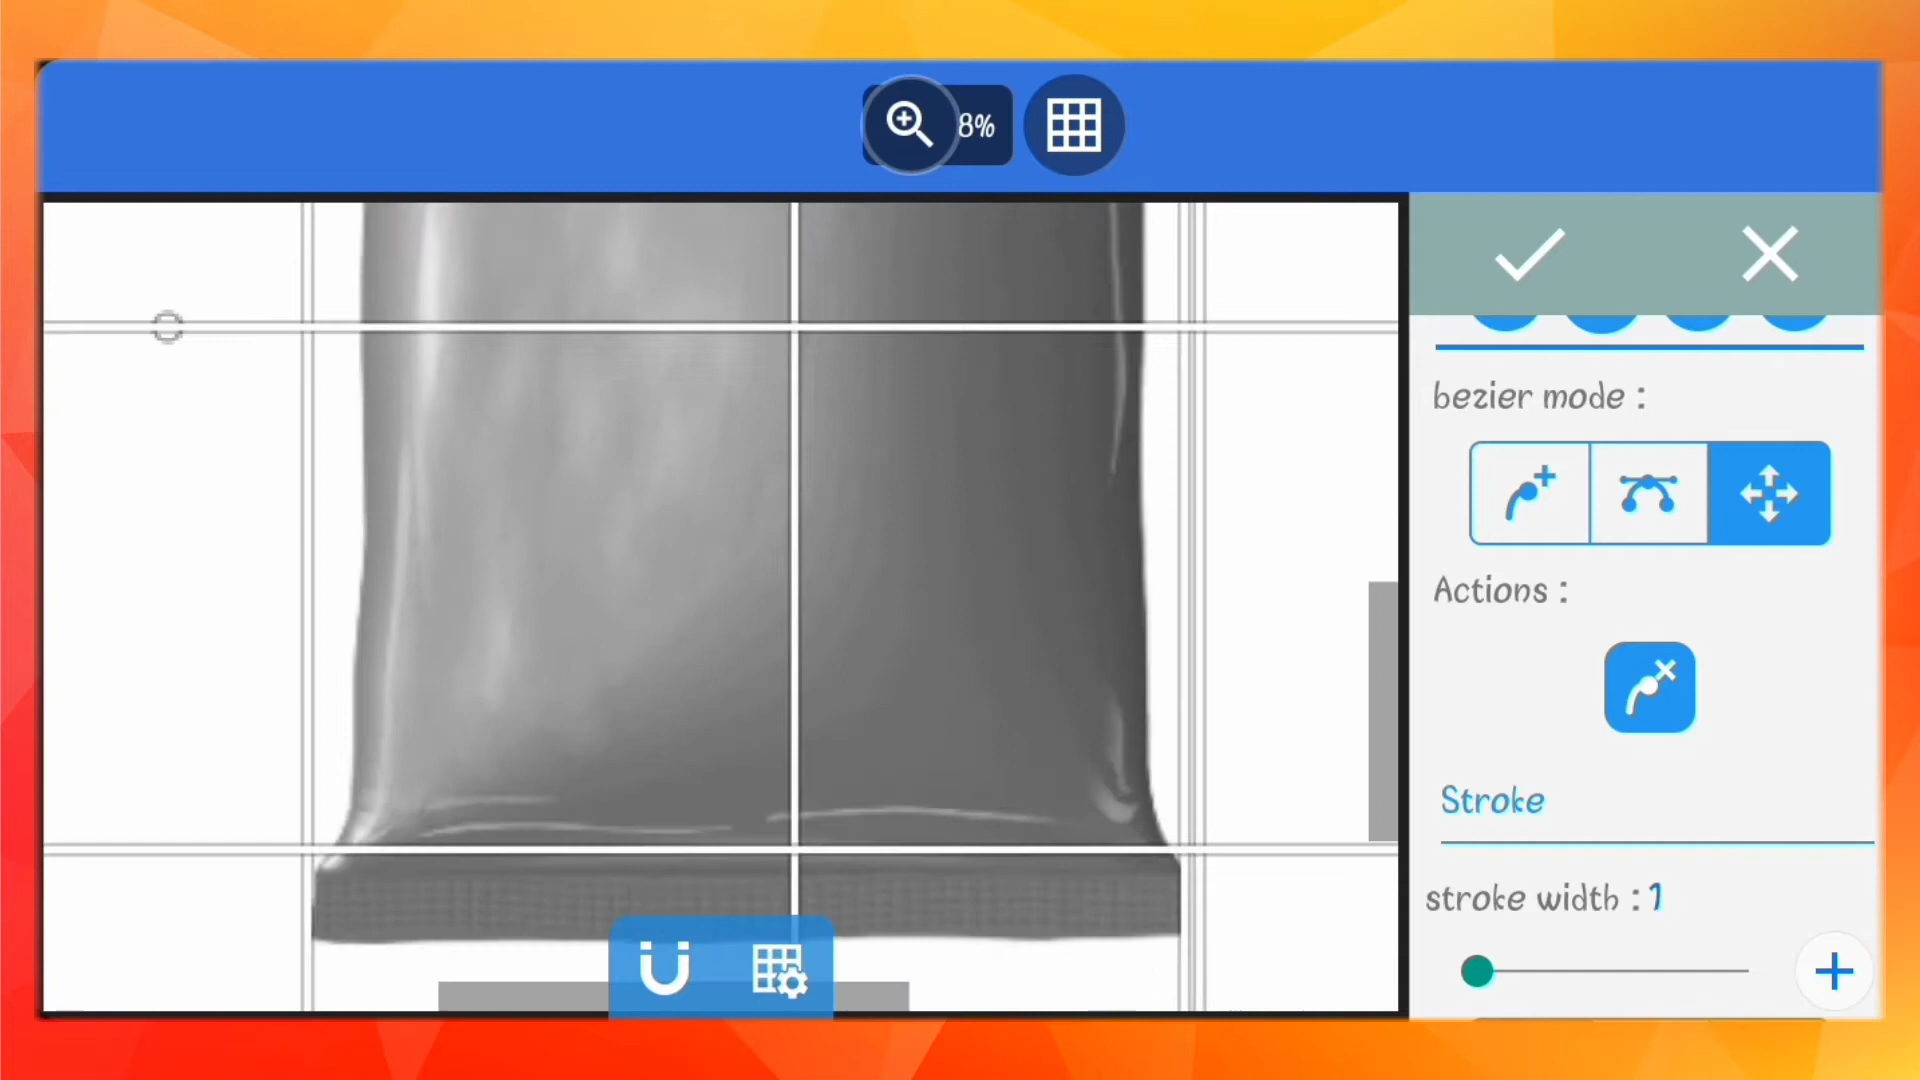 8%
bezier mode :
Actions :
Stroke
stroke width : 1